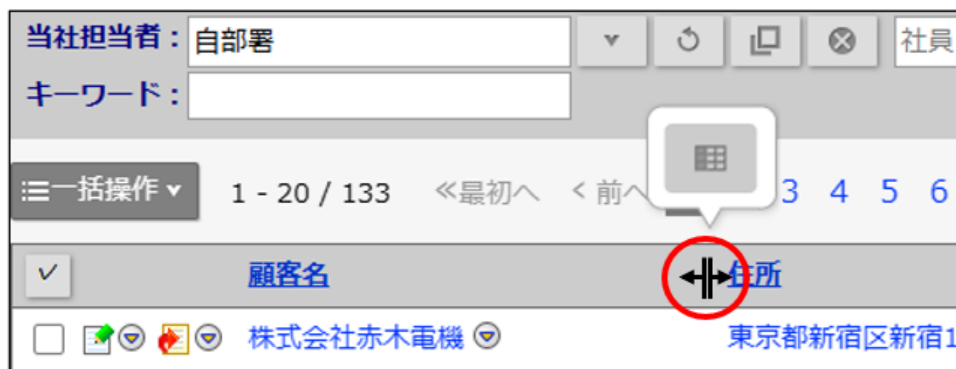 当社担当者： 自部署 社員
キーワード：
一括操作 1 - 20 / 133 ≪最初へ < 前へ 3 4 5 6
顧客名 住所
株式会社赤木電機 東京都新宿区新宿1